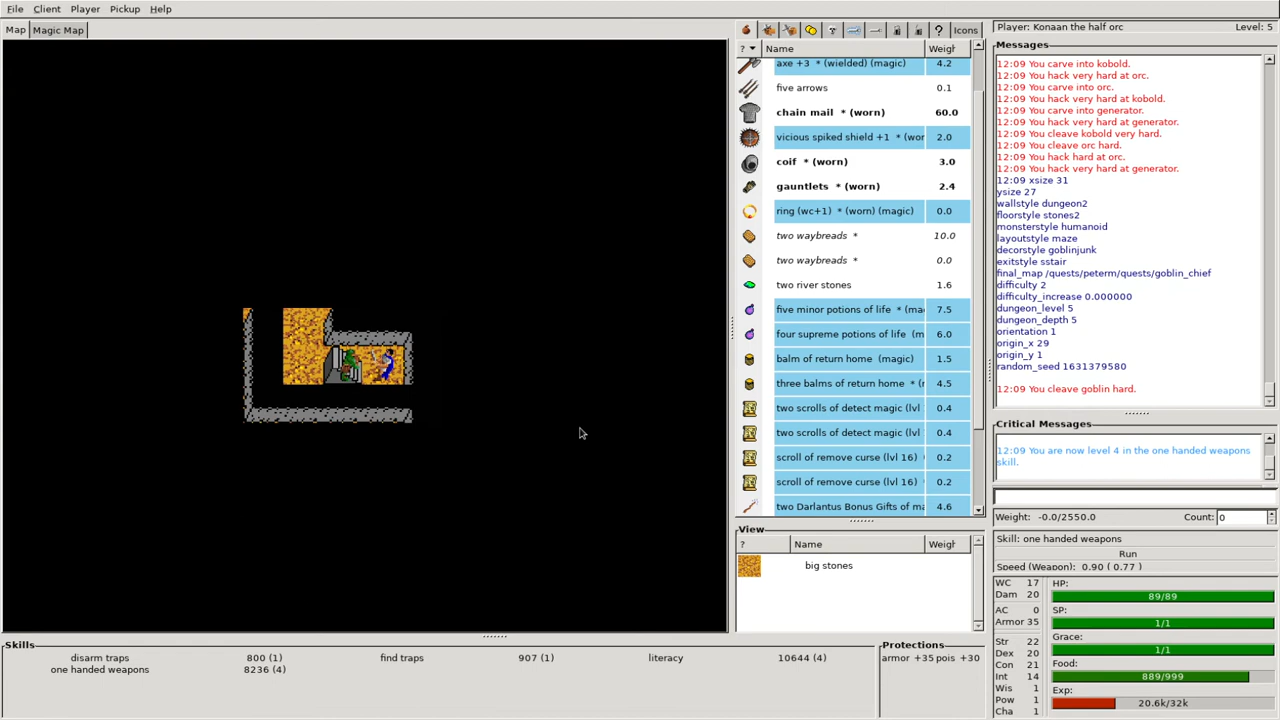 File Client Player Pickup Help
Map Magic Map
Icons
? Name Weigh
axe +3 * (wielded) (magic) 4.2
five arrows 0.1
chain mail * (worn) 60.0
vicious spiked shield +1 * (wor 2.0
coif * (worn) 3.0
gauntlets * (worn) 2.4
ring (wc+1) * (worn) (magic) 0.0
two waybreads * 10.0
two waybreads * 0.0
two river stones 1.6
five minor potions of life * (ma 7.5
four supreme potions of life (m 6.0
balm of return home (magic) 1.5
three balms of return home * (r 4.5
two scrolls of detect magic (lvl 0.4
two scrolls of detect magic (lvl 0.4
scroll of remove curse (lvl 16) 0.2
scroll of remove curse (lvl 16) 0.2
two Darlantus Bonus Gifts of ma 4.6
View
? Name Weigh
big stones
Player: Konaan the half orc Level: 5
Messages
12:09 You carve into kobold.
12:09 You hack very hard at orc.
12:09 You carve into orc.
12:09 You hack very hard at kobold.
12:09 You carve into generator.
12:09 You hack very hard at generator.
12:09 You cleave kobold very hard.
12:09 You cleave orc hard.
12:09 You hack hard at orc.
12:09 You hack very hard at generator.
12:09 xsize 31
ysize 27
wallstyle dungeon2
floorstyle stones2
monsterstyle humanoid
layoutstyle maze
decorstyle goblinjunk
exitstyle sstair
final_map /quests/peterm/quests/goblin_chief
difficulty 2
difficulty_increase 0.000000
dungeon_level 5
dungeon_depth 5
orientation 1
origin_x 29
origin_y 1
random_seed 1631379580
12:09 You cleave goblin hard.
Critical Messages
12:09 You are now level 4 in the one handed weapons
skill.
Weight: -0.0/2550.0 Count: 0
Skill: one handed weapons
Run
Speed (Weapon): 0.90 ( 0.77 )
WC 17
Dam 20
AC 0
Armor 35
Str 22
Dex 20
Con 21
Int 14
Wis 1
Pow 1
Cha 1
HP:
89/89
SP:
1/1
Grace:
1/1
Food:
889/999
Exp:
20.6k/32k
Skills
disarm traps 800 (1) find traps 907 (1) literacy 10644 (4)
one handed weapons 8236 (4)
Protections
armor +35 pois +30